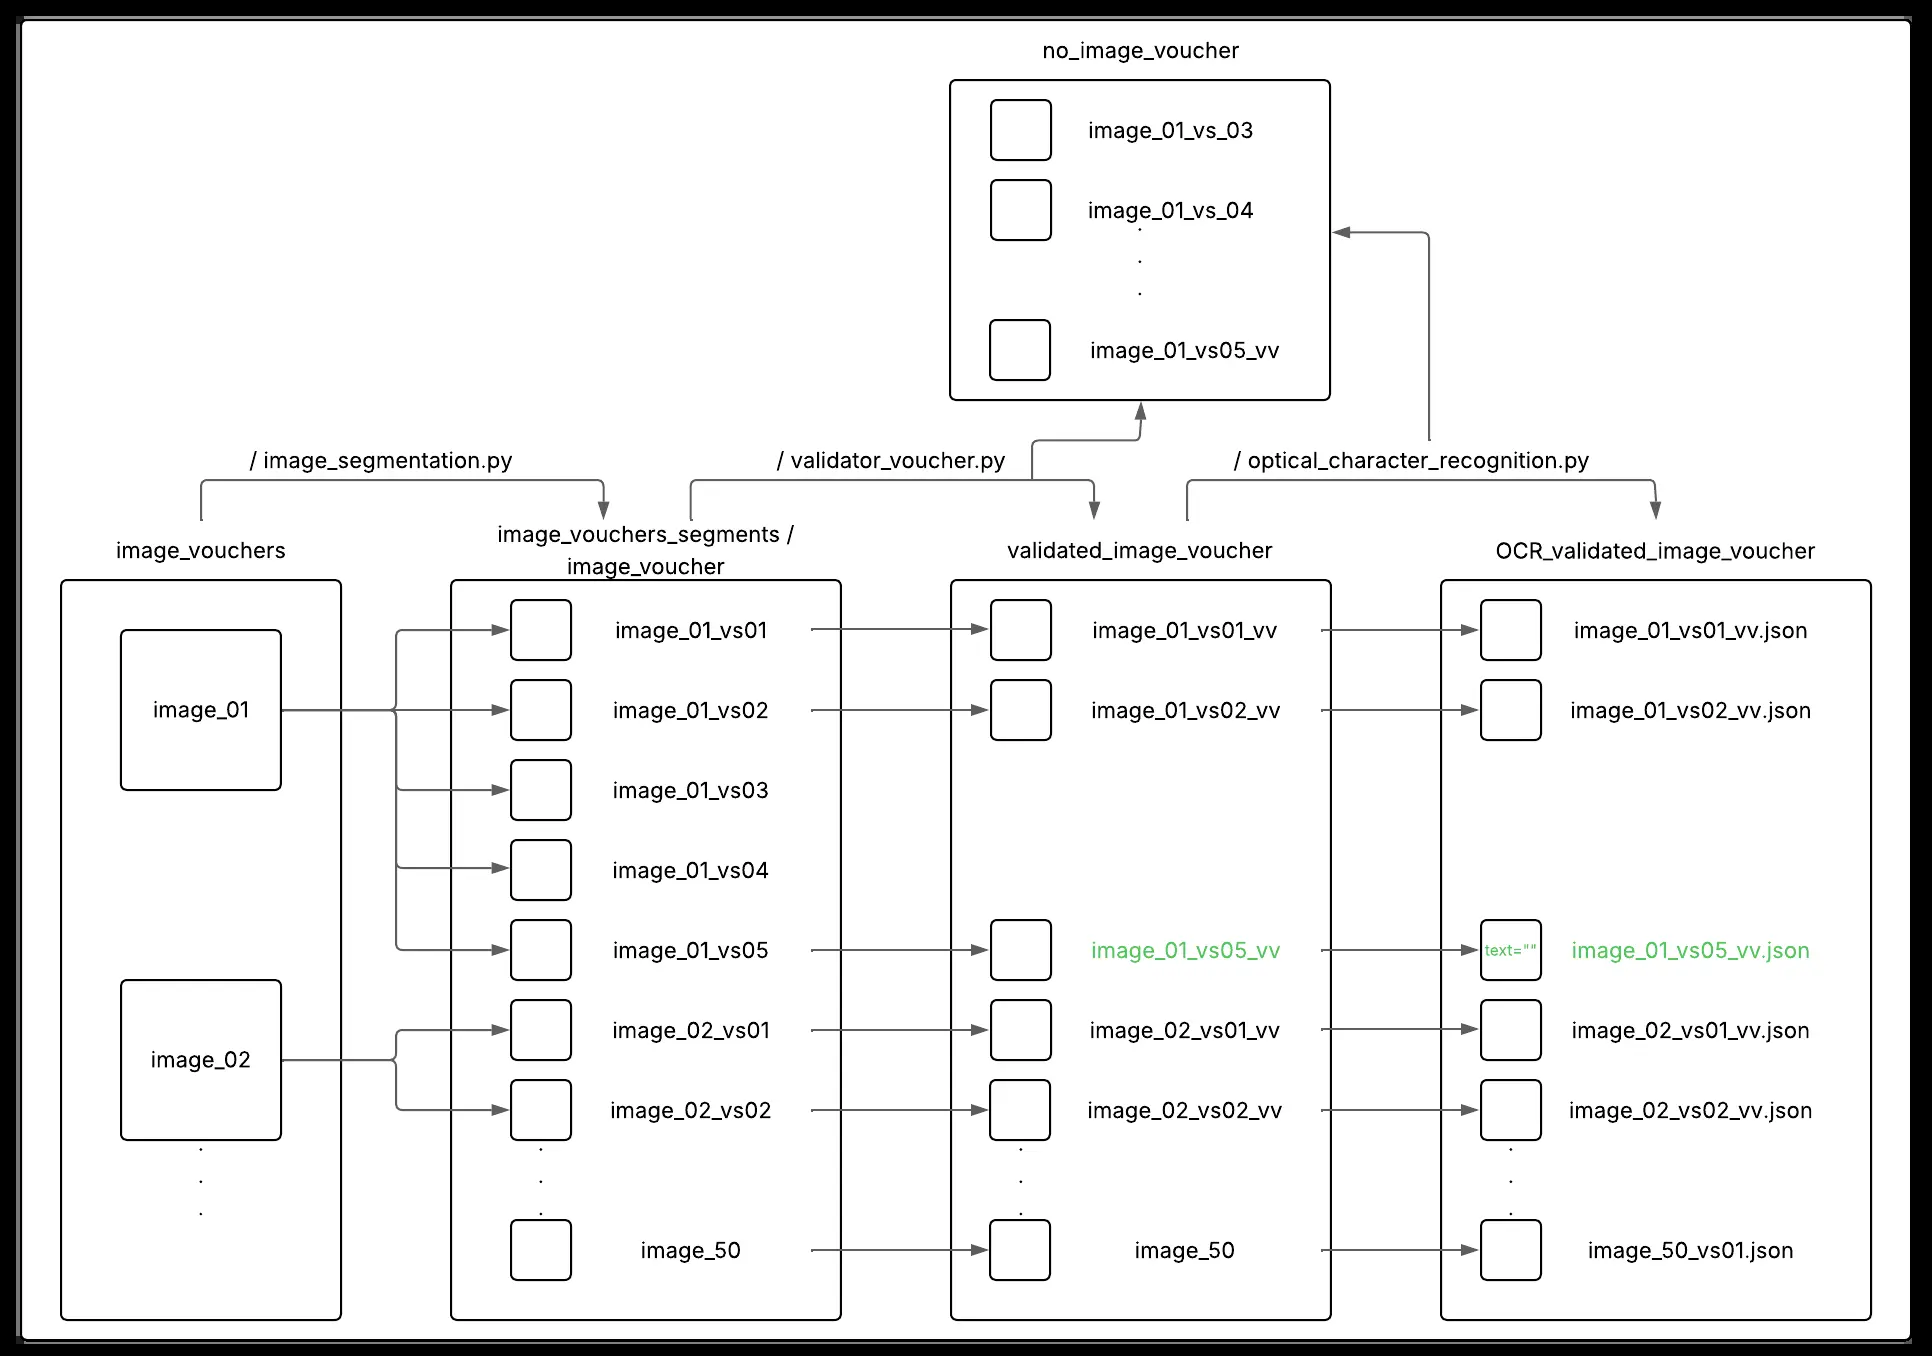 no_image_voucher
image_01_vs_03
image_01_vs_04
.
.
.
image_01_vs05_vv
/ image_segmentation.py
/ validator_voucher.py
/ optical_character_recognition.py
image_vouchers
image_vouchers_segments /
image_voucher
validated_image_voucher
OCR_validated_image_voucher
image_01
image_02
.
.
.
image_01_vs01
image_01_vs02
image_01_vs03
image_01_vs04
image_01_vs05
image_02_vs01
image_02_vs02
.
.
.
image_50
image_01_vs01_vv
image_01_vs02_vv
image_01_vs05_vv
image_02_vs01_vv
image_02_vs02_vv
.
.
.
image_50
image_01_vs01_vv.json
image_01_vs02_vv.json
text=""
image_01_vs05_vv.json
image_02_vs01_vv.json
image_02_vs02_vv.json
.
.
.
image_50_vs01.json